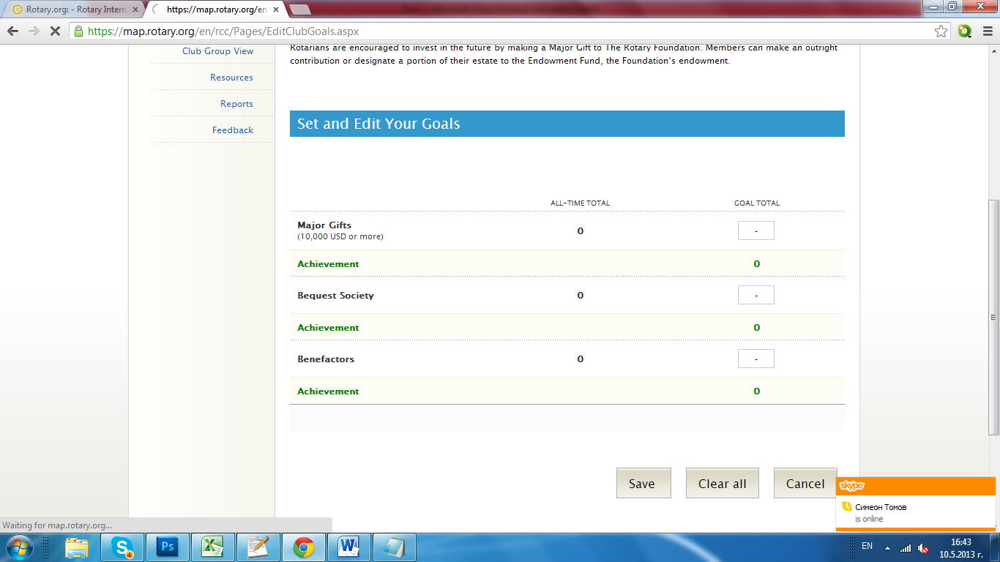 Rotary.org: - Rotary Intern
https://map.rotary.org/en
https://map.rotary.org/en/rcc/Pages/EditClubGoals.aspx
Club Group View
Resources
Reports
Feedback
Rotarians are encouraged to invest in the future by making a Major Gift to The Rotary Foundation. Members can make an outright
contribution or designate a portion of their estate to the Endowment Fund, the Foundation's endowment.
Set and Edit Your Goals
ALL-TIME TOTAL GOAL TOTAL
Major Gifts
(10,000 USD or more)
0 -
Achievement 0
Bequest Society 0 -
Achievement 0
Benefactors 0 -
Achievement 0
Save Clear all Cancel
skype
Симеон Томов
is online
Waiting for map.rotary.org...
S 4 Ps X W
EN
16:43
10.5.2013 г.